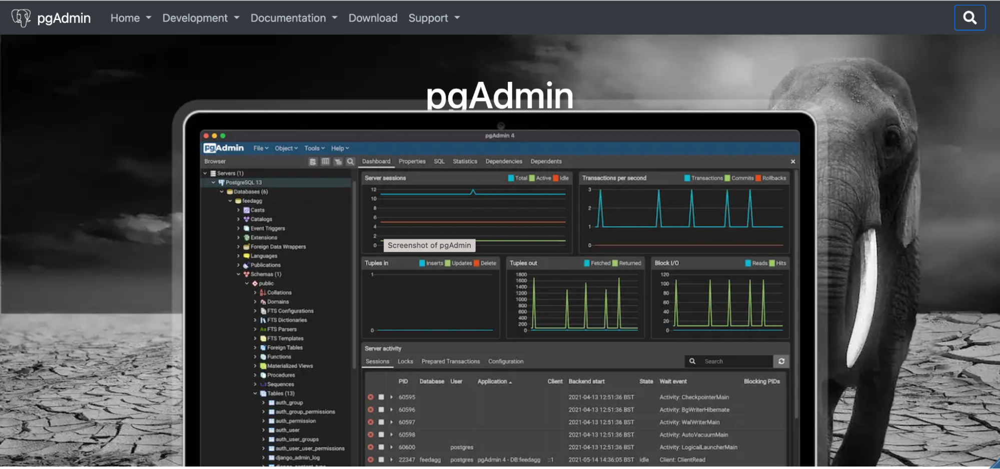 pgAdmin Home Development Documentation Download Support
pgAdmin
pgAdmin 4
pgAdmin File Object Tools Help
Browser
Dashboard Properties SQL Statistics Dependencies Dependents
Servers (1)
PostgreSQL 13
Databases (6)
feedagg
Casts
Catalogs
Event Triggers
Extensions
Foreign Data Wrappers
Languages
Publications
Schemas (1)
public
Collations
Domains
FTS Configurations
FTS Dictionaries
Aa FTS Parsers
FTS Templates
Foreign Tables
Functions
Materialized Views
Procedures
1..3 Sequences
Tables (13)
auth_group
auth_group_permissions
auth_permission
auth_user
auth_user_groups
auth_user_user_permissions
django_admin_log
django_content_type
Server sessions Total Active Idle
12
10
8
6
4
2
0
Screenshot of pgAdmin
Transactions per second Transactions Commits Rollbacks
3
2
1
0
Tuples in Inserts Updates Delete
1
0
Tuples out Fetched Returned
1800
1600
1400
1200
1000
800
600
400
200
0
Block I/O Reads Hits
120
100
80
60
40
20
0
Server activity
Sessions Locks Prepared Transactions Configuration Search
PID Database User Application Client Backend start State Wait event Blocking PIDs
60595 2021-04-13 12:51:36 BST Activity: CheckpointerMain
60596 2021-04-13 12:51:36 BST Activity: BgWriterHibernate
60597 2021-04-13 12:51:36 BST Activity: WalWriterMain
60598 2021-04-13 12:51:36 BST Activity: AutoVacuumMain
60600 postgres 2021-04-13 12:51:36 BST Activity: LogicalLauncherMain
22347 feedagg postgres pgAdmin 4 - DB:feedagg ::1 2021-05-14 14:36:05 BST idle Client: ClientRead